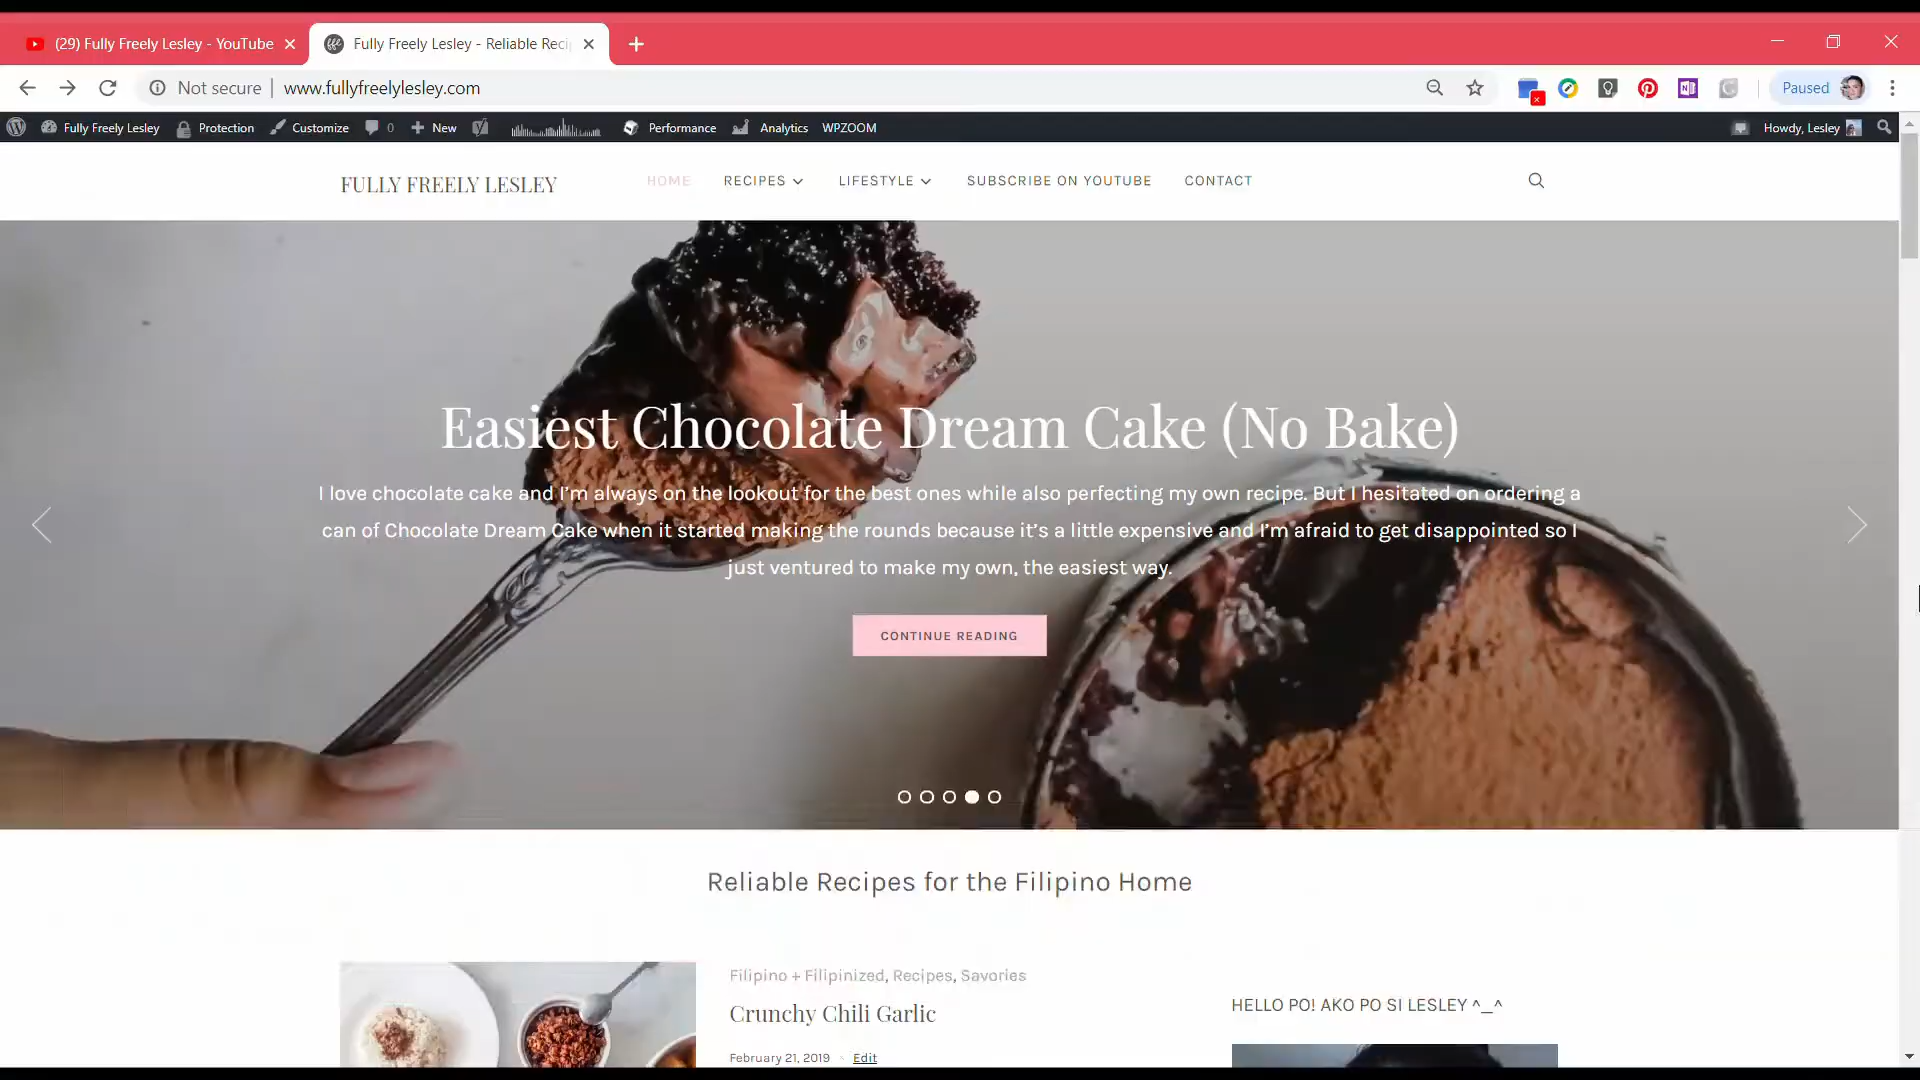 (29) Fully Freely Lesley - YouTube
Fully Freely Lesley - Reliable Reci
Not secure | www.fullyfreelylesley.com
Paused
Fully Freely Lesley Protection Customize 0 New Performance Analytics WPZOOM Howdy, Lesley
FULLY FREELY LESLEY
HOME RECIPES LIFESTYLE SUBSCRIBE ON YOUTUBE CONTACT
Easiest Chocolate Dream Cake (No Bake)
I love chocolate cake and I'm always on the lookout for the best ones while also perfecting my own recipe. But I hesitated on ordering a
can of Chocolate Dream Cake when it started making the rounds because it's a little expensive and I'm afraid to get disappointed so I
just ventured to make my own, the easiest way.
CONTINUE READING
Reliable Recipes for the Filipino Home
Filipino + Filipinized, Recipes, Savories
Crunchy Chili Garlic
February 21, 2019 Edit
HELLO PO! AKO PO SI LESLEY ^_^